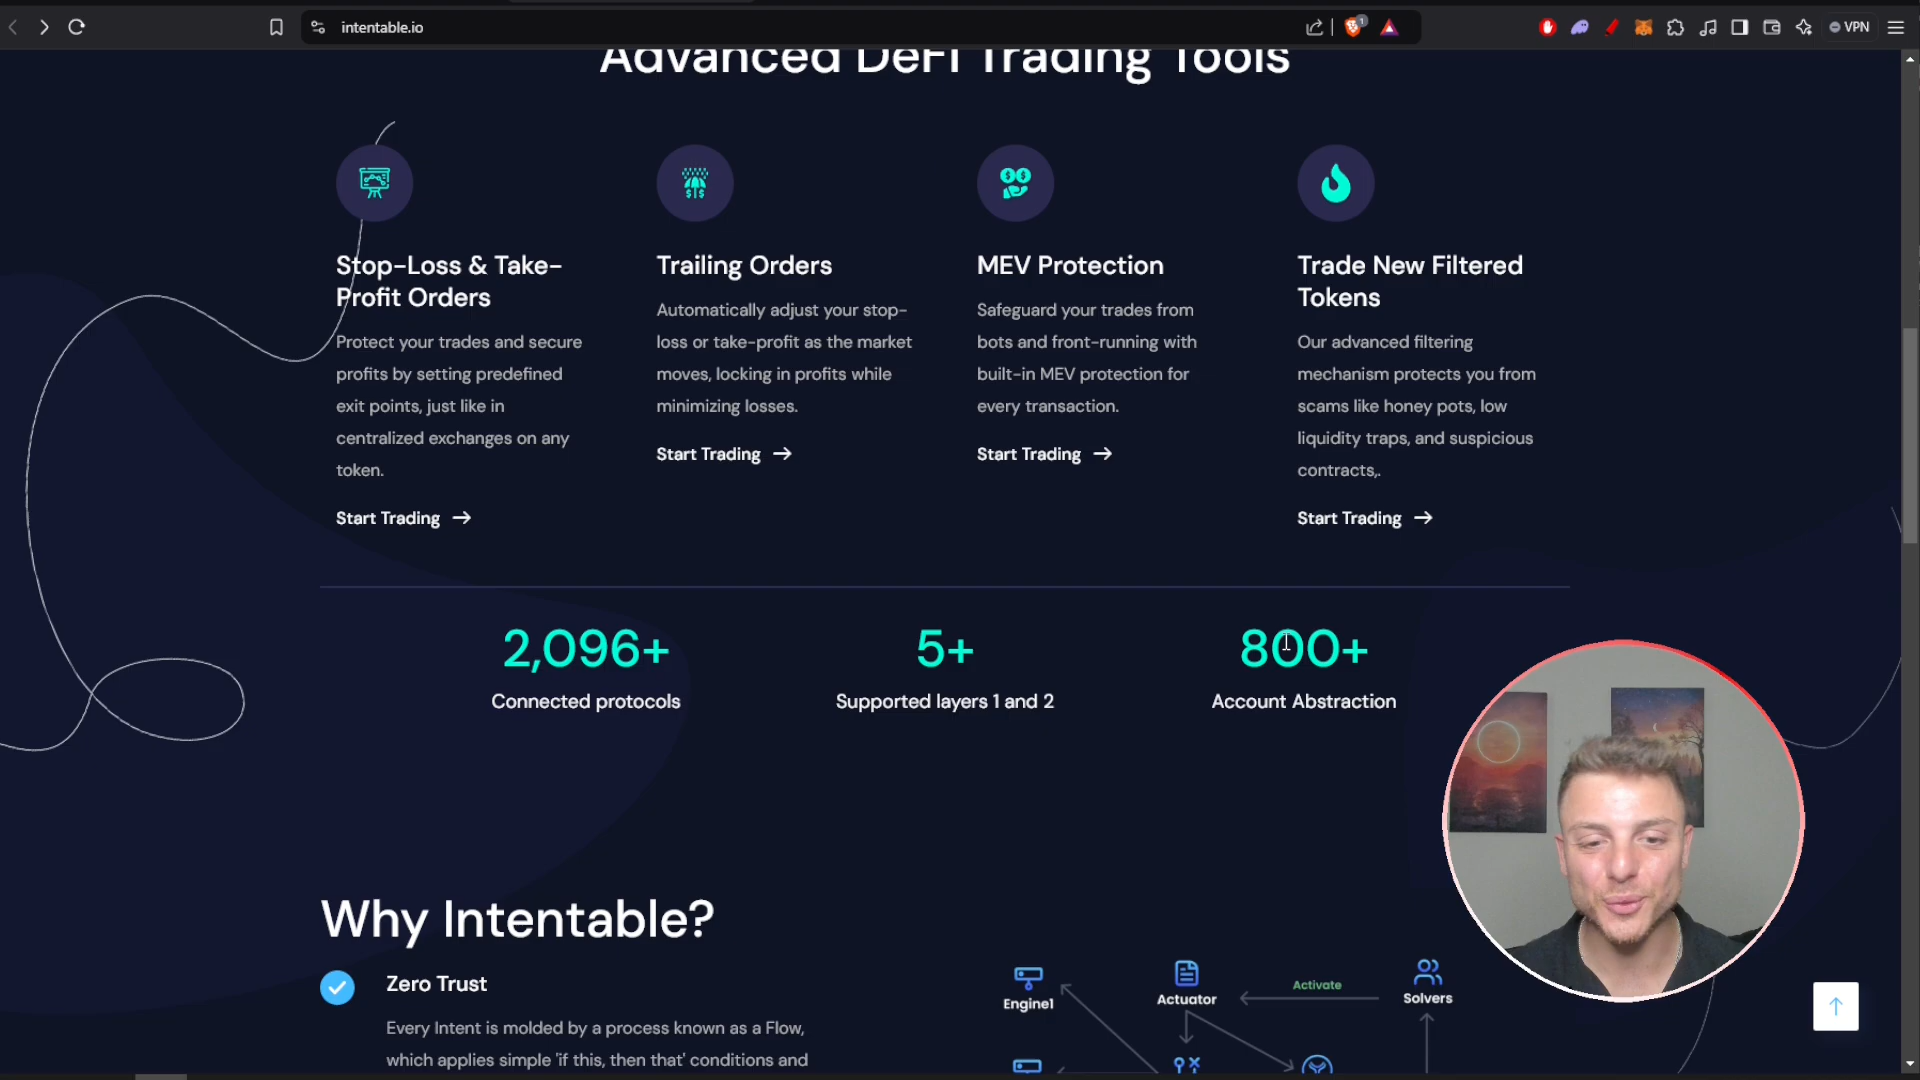 intentable.io
1
VPN
Advanced DeFi Trading Tools
Stop-Loss & Take-
Profit Orders
Protect your trades and secure
profits by setting predefined
exit points, just like in
centralized exchanges on any
token.
Start Trading
Trailing Orders
Automatically adjust your stop-
loss or take-profit as the market
moves, locking in profits while
minimizing losses.
Start Trading
MEV Protection
Safeguard your trades from
bots and front-running with
built-in MEV protection for
every transaction.
Start Trading
Trade New Filtered
Tokens
Our advanced filtering
mechanism protects you from
scams like honey pots, low
liquidity traps, and suspicious
contracts,.
Start Trading
2,096+
Connected protocols
5+
Supported layers 1 and 2
800+
Account Abstraction
Why Intentable?
Zero Trust
Every Intent is molded by a process known as a Flow,
which applies simple 'if this, then that' conditions and
Engine1
Actuator
Activate
Solvers